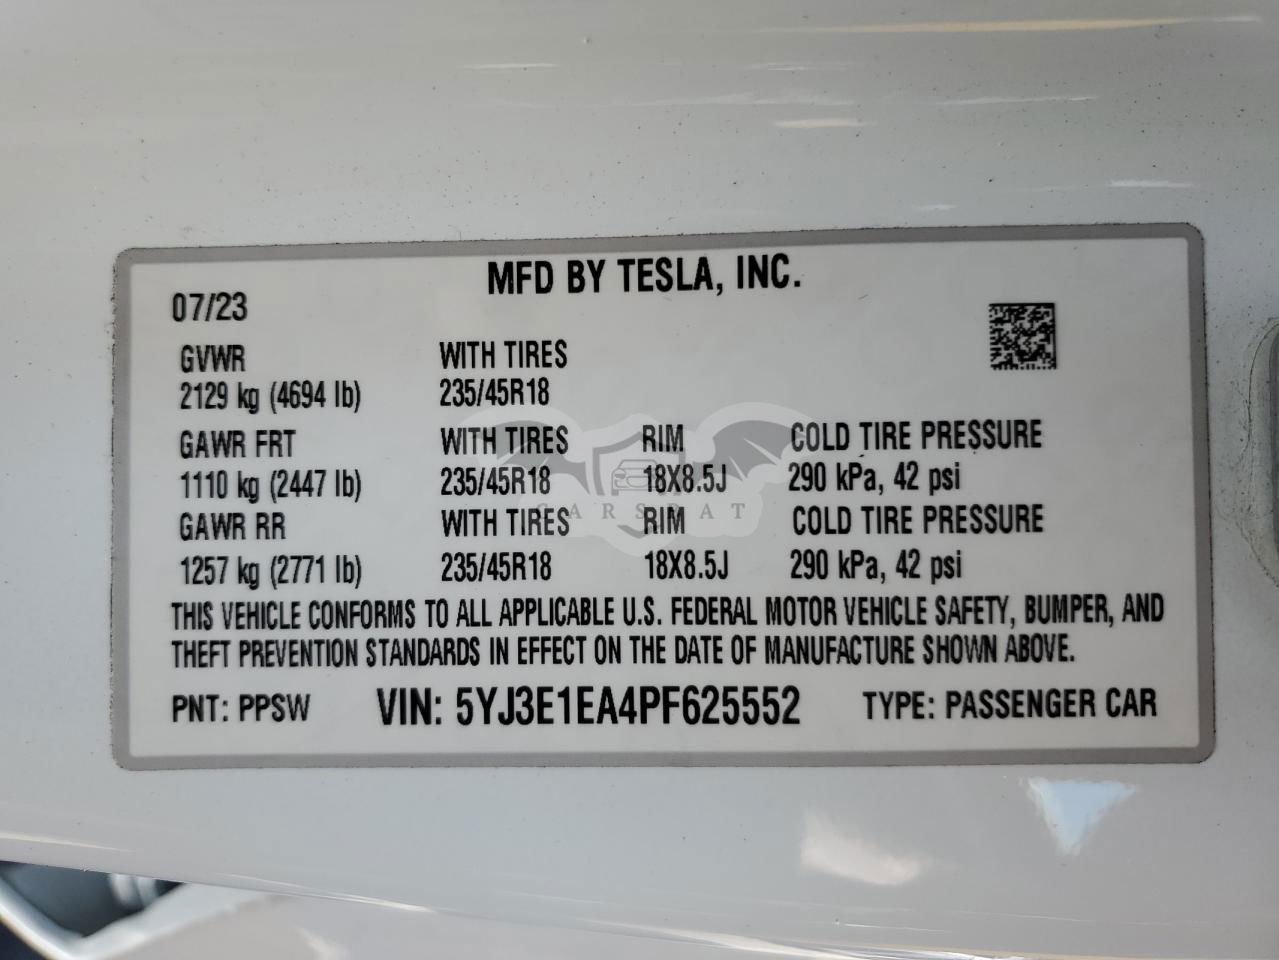 MFD BY TESLA, INC.
07/23
GVWR WITH TIRES
2129 kg (4694 lb) 235/45R18
GAWR FRT WITH TIRES RIM COLD TIRE PRESSURE
1110 kg (2447 lb) 235/45R18 18X8.5J 290 kPa, 42 psi
CARSBAT
GAWR RR WITH TIRES RIM COLD TIRE PRESSURE
1257 kg (2771 lb) 235/45R18 18X8.5J 290 kPa, 42 psi
THIS VEHICLE CONFORMS TO ALL APPLICABLE U.S. FEDERAL MOTOR VEHICLE SAFETY, BUMPER, AND
THEFT PREVENTION STANDARDS IN EFFECT ON THE DATE OF MANUFACTURE SHOWN ABOVE.
PNT: PPSW VIN: 5YJ3E1EA4PF625552 TYPE: PASSENGER CAR